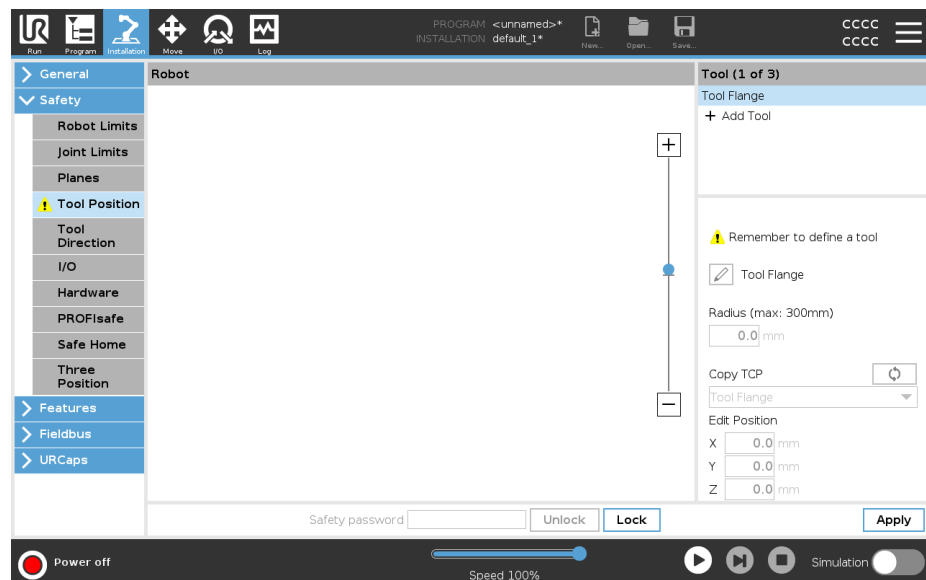 PROGRAM <unnamed>*
INSTALLATION default_1*
Run
Program
Installation
Move
I/O
Log
New...
Open...
Save...
cccc
cccc
General
Safety
Robot Limits
Joint Limits
Planes
Tool Position
Tool
Direction
I/O
Hardware
PROFIsafe
Safe Home
Three
Position
Features
Fieldbus
URCaps
Robot
+
−
Tool (1 of 3)
Tool Flange
+ Add Tool
Remember to define a tool
Tool Flange
Radius (max: 300mm)
0.0 mm
Copy TCP
Tool Flange
Edit Position
X 0.0 mm
Y 0.0 mm
Z 0.0 mm
Safety password Unlock Lock
Apply
Power off
Speed 100%
Simulation